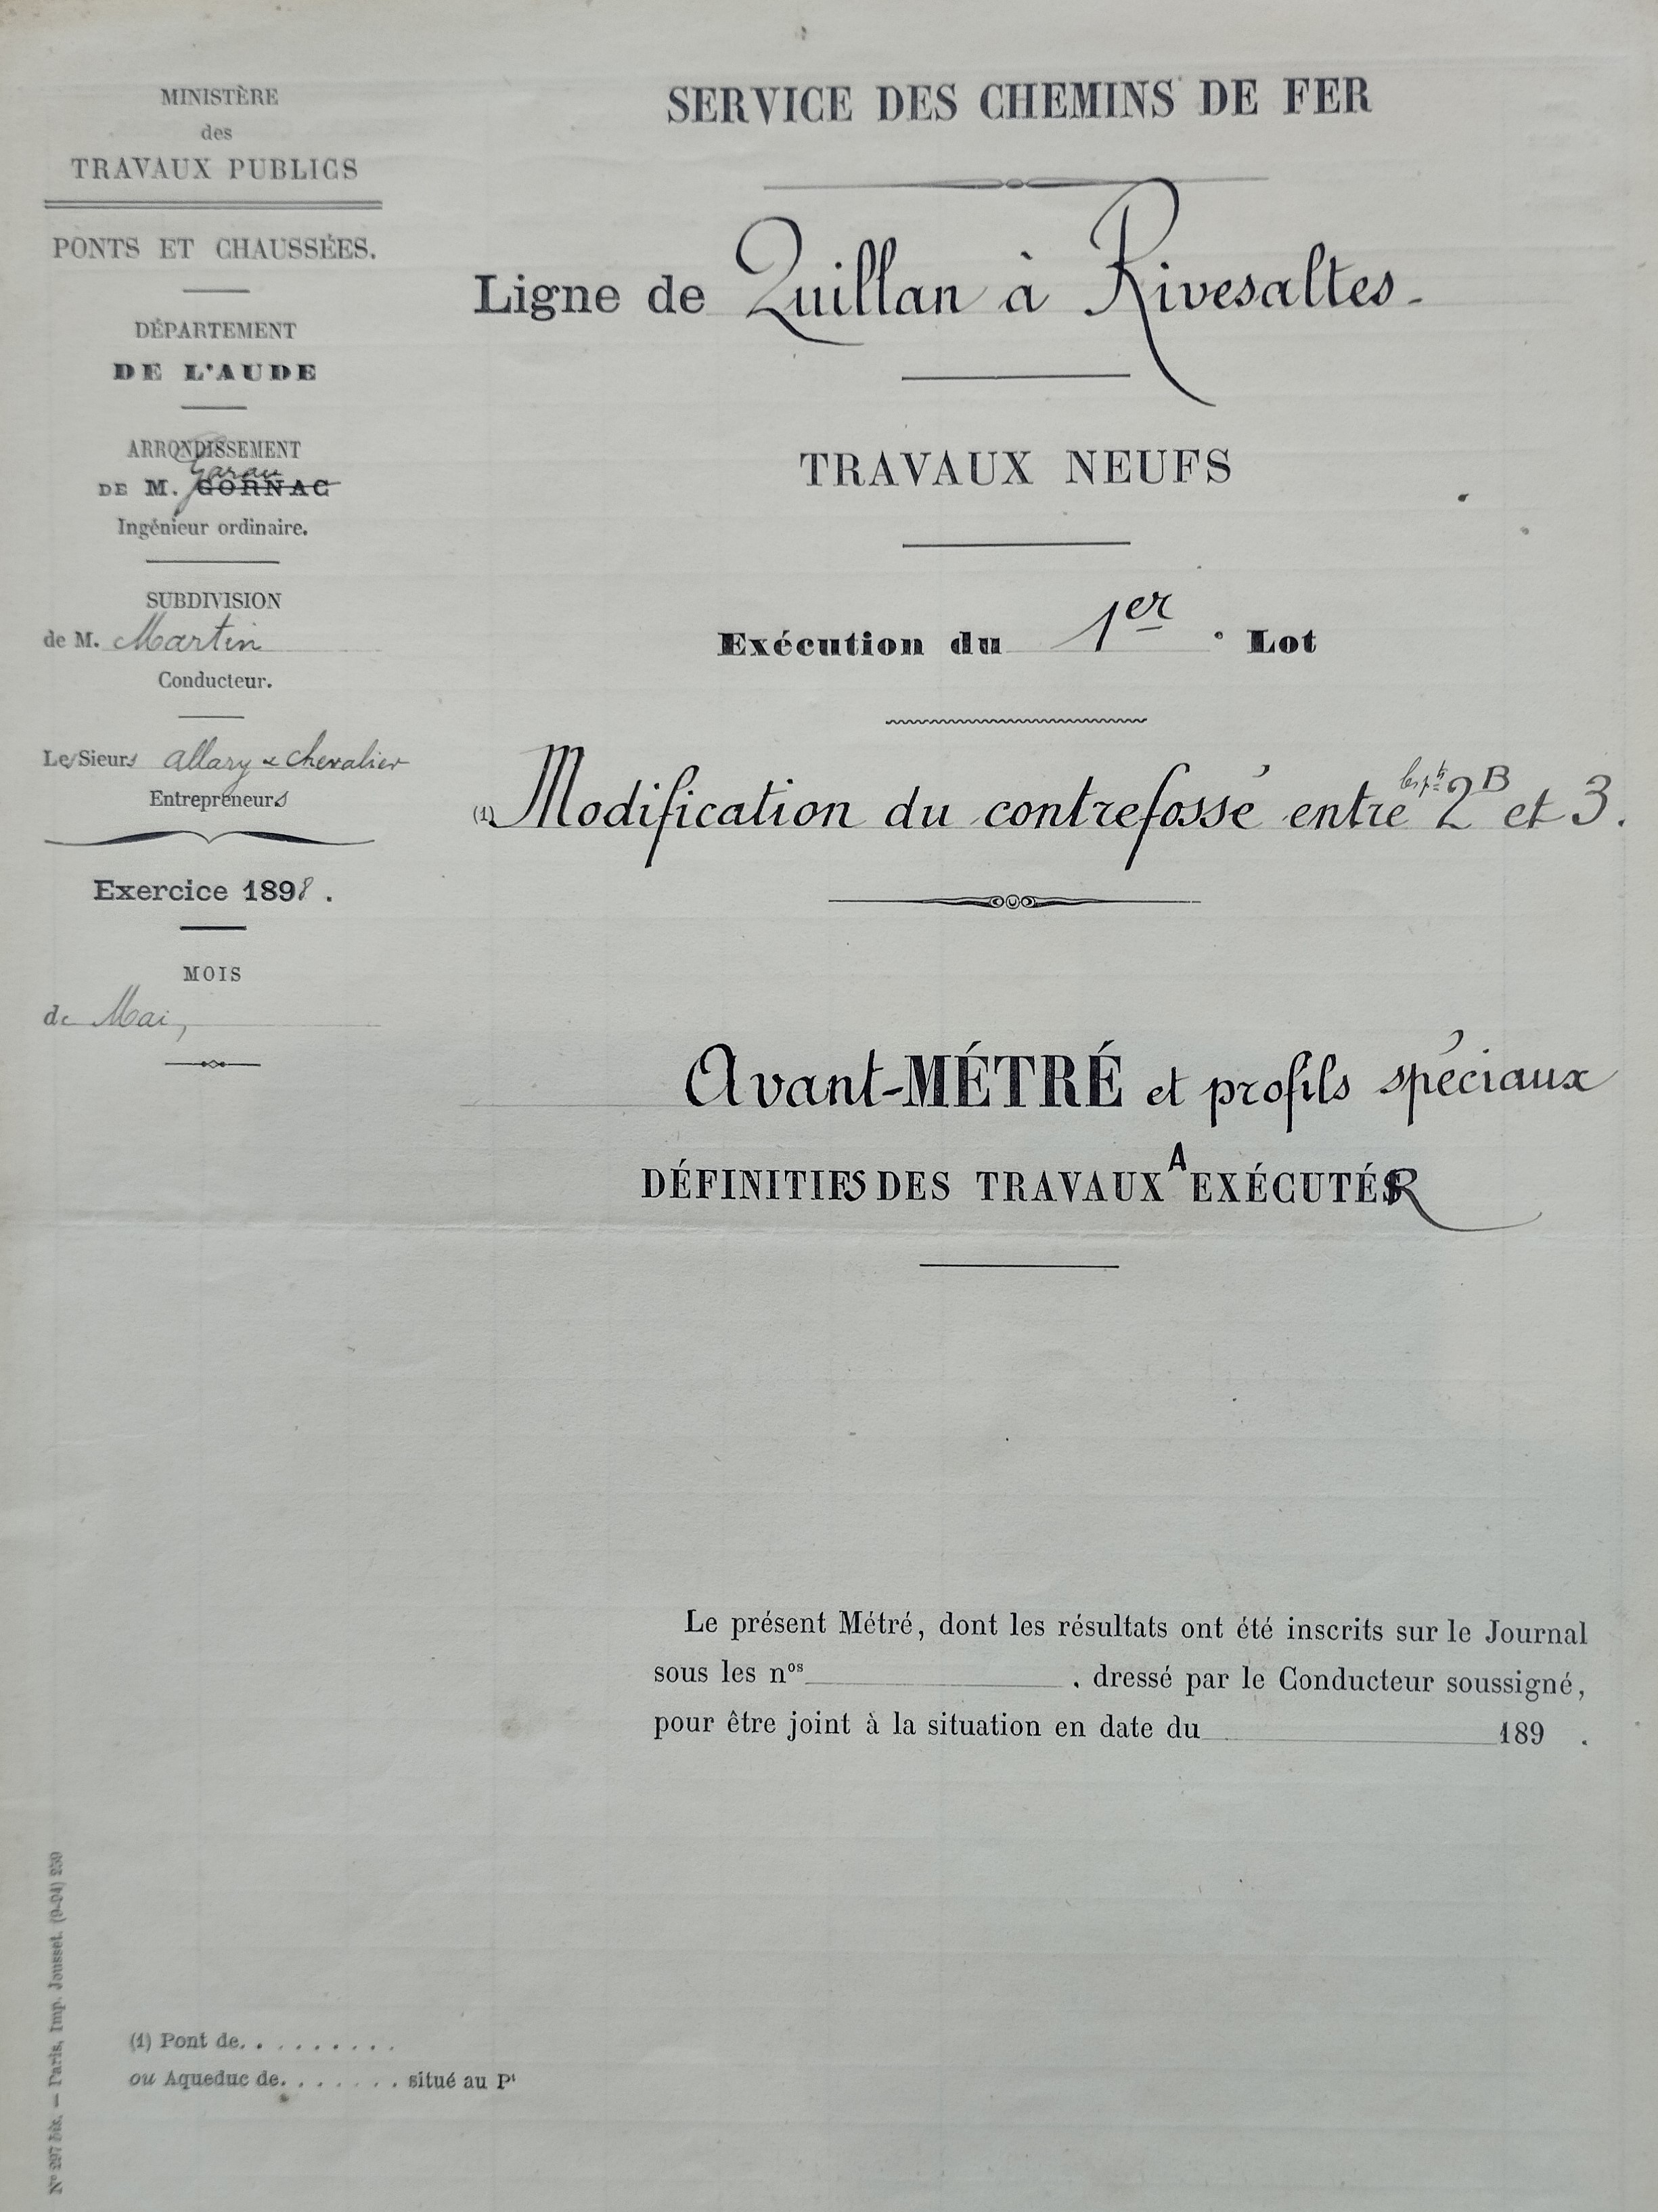 MINISTÈRE
des
TRAVAUX PUBLICS
PONTS ET CHAUSSÉES.
DÉPARTEMENT
DE L'AUDE
ARRONDISSEMENT
Garau
DE M. GORNAC
Ingénieur ordinaire.
SUBDIVISION
de M. Martin
Conducteur.
Les Sieurs Allary & Chevalier
Entrepreneurs
Exercice 1898.
MOIS
de Mai,
SERVICE DES CHEMINS DE FER
Ligne de Quillan à Rivesaltes.
TRAVAUX NEUFS
Exécution du 1er Lot
(1) Modification du contrefossé entre les pts 2B et 3.
Avant-MÉTRÉ et profils spéciaux
DÉFINITIFS DES TRAVAUX A EXÉCUTER
Le présent Métré, dont les résultats ont été inscrits sur le Journal
sous les nos , dressé par le Conducteur soussigné,
pour être joint à la situation en date du 189 .
(1) Pont de. . . . . . . . .
ou Aqueduc de. . . . . . . situé au Pt
No 297 bis. — Paris, Imp. Jousset. (9-94) 230